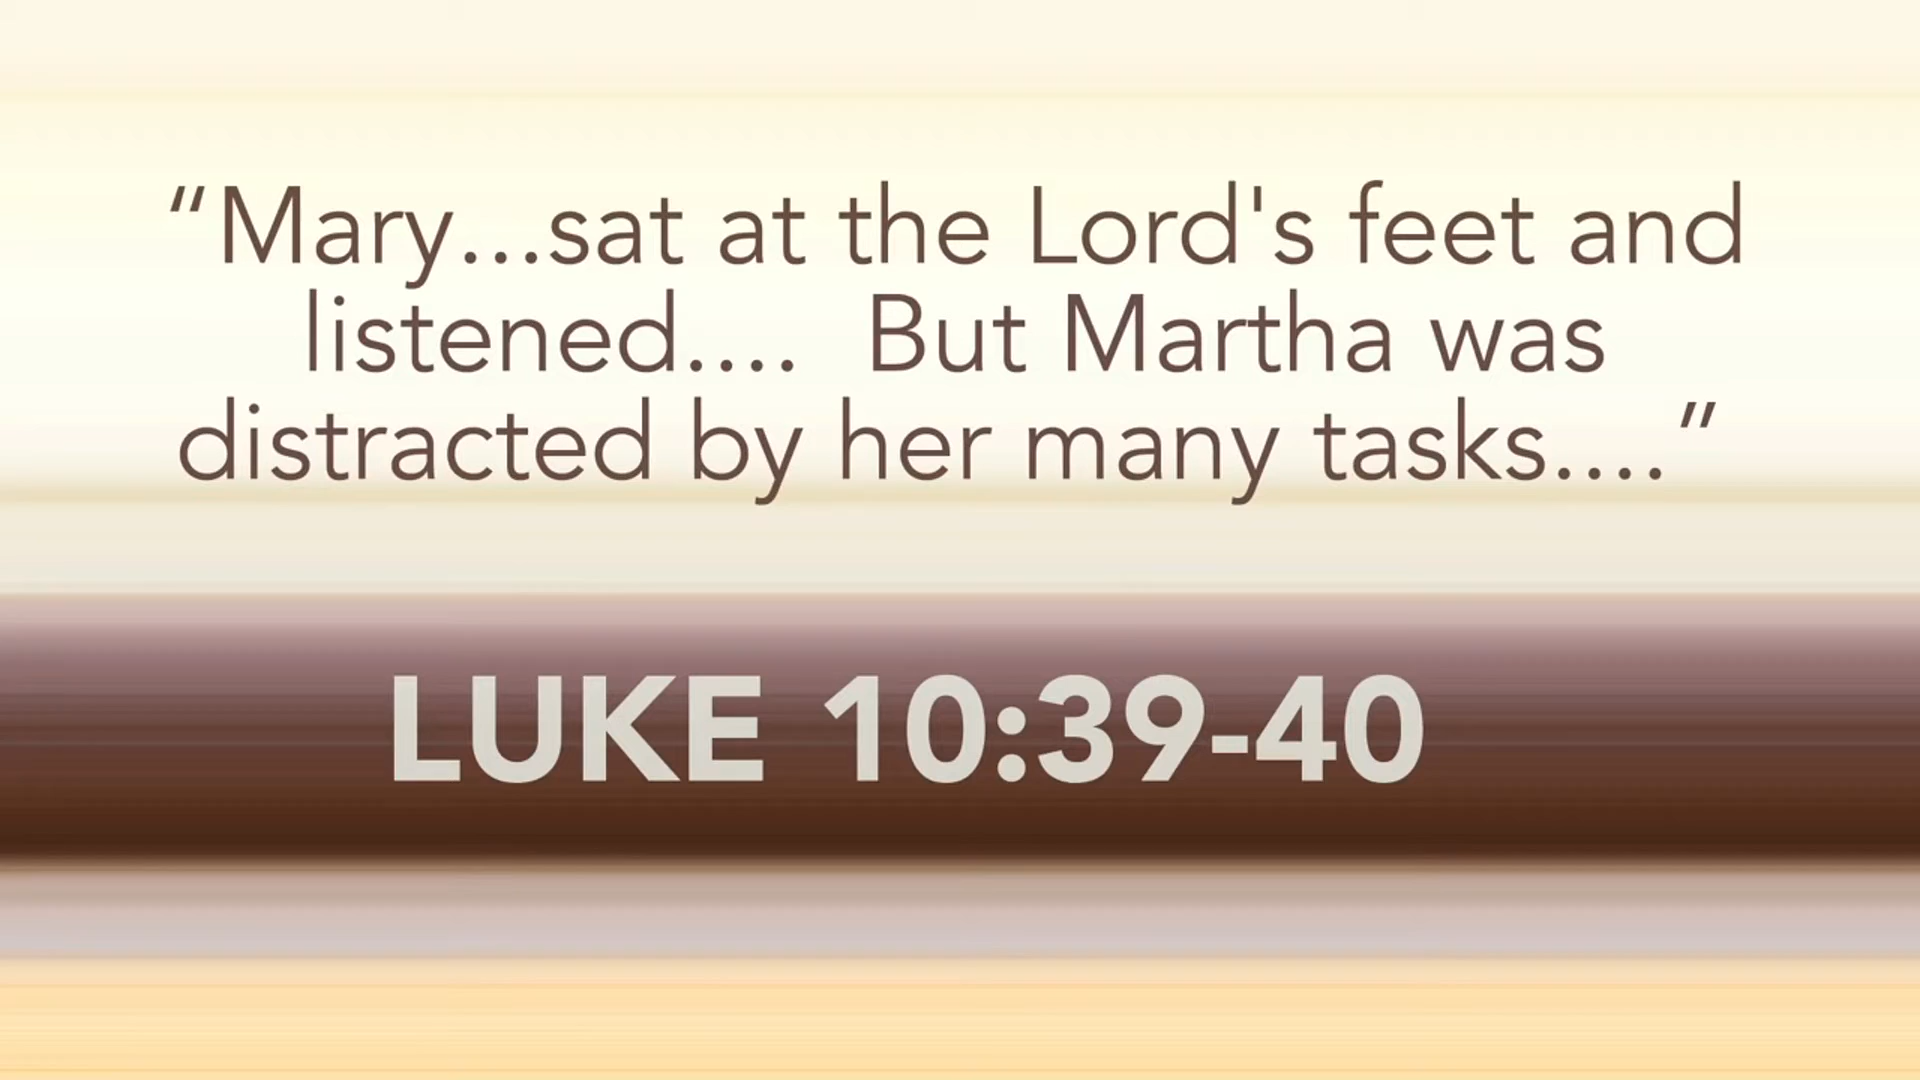 “Mary...sat at the Lord's feet and
listened....  But Martha was
distracted by her many tasks....”
LUKE 10:39-40